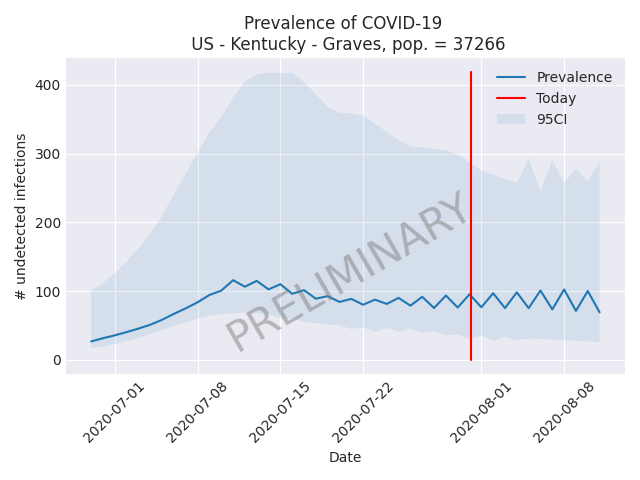 Prevalence of COVID-19
US - Kentucky - Graves, pop. = 37266
# undetected infections
400
300
200
100
0
Prevalence
Today
95CI
PRELIMINARY
2020-07-01
2020-07-08
2020-07-15
2020-07-22
2020-08-01
2020-08-08
Date